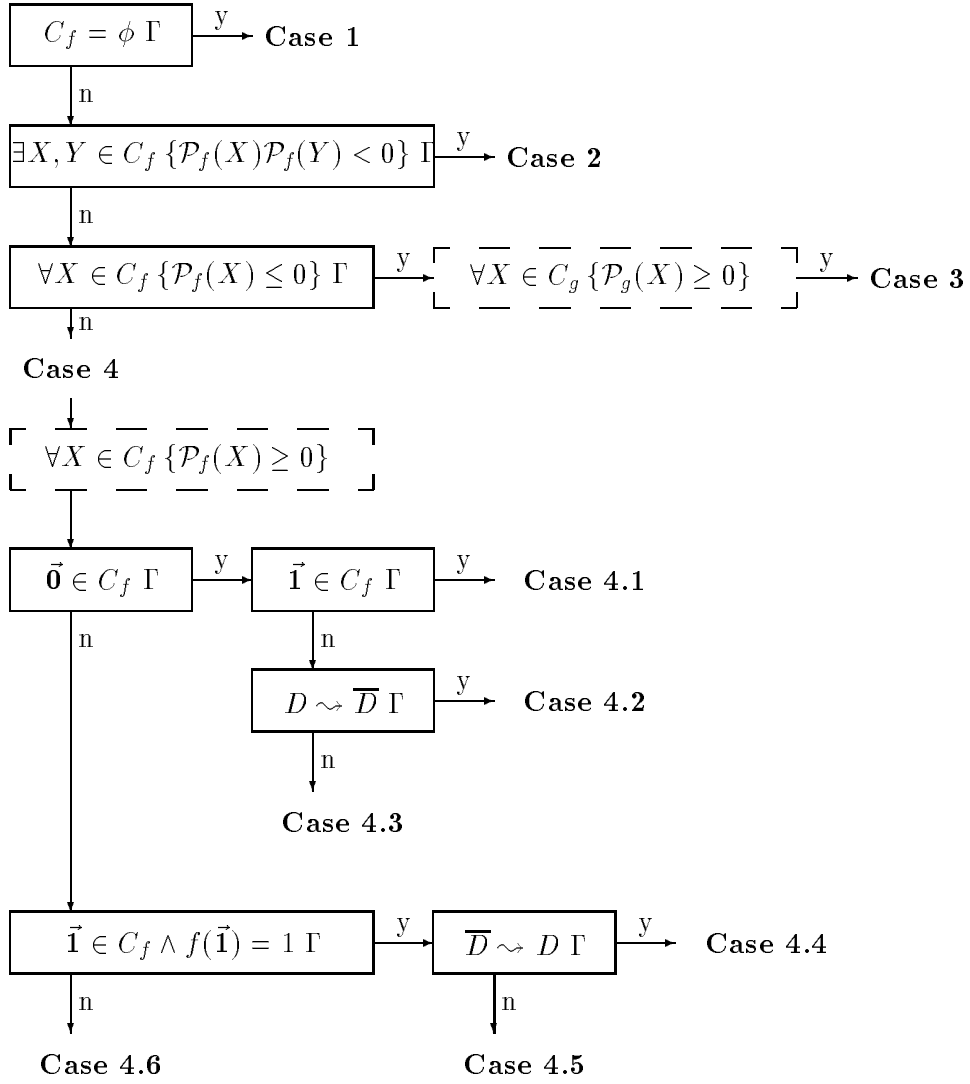 C_f = ϕ Γ y Case 1
n
∃X, Y ∈ C_f {𝒫_f(X)𝒫_f(Y) < 0} Γ y Case 2
n
∀X ∈ C_f {𝒫_f(X) ≤ 0} Γ y ∀X ∈ C_g {𝒫_g(X) ≥ 0} y Case 3
n
Case 4
∀X ∈ C_f {𝒫_f(X) ≥ 0}
0⃗ ∈ C_f Γ y 1⃗ ∈ C_f Γ y Case 4.1
n n
D ⇝ D̅ Γ y Case 4.2
n
Case 4.3
1⃗ ∈ C_f ∧ f(1⃗) = 1 Γ y D̅ ⇝ D Γ y Case 4.4
n n
Case 4.6 Case 4.5